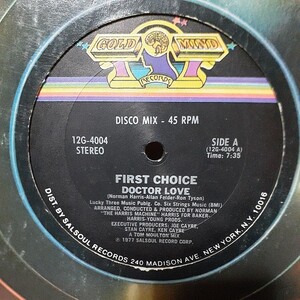 GOLD MIND
RECORDS
DISCO MIX - 45 RPM
12G-4004
STEREO
SIDE A
(12G-4004 A)
Time: 7:35
FIRST CHOICE
DOCTOR LOVE
(Norman Harris-Allan Felder-Ron Tyson)
Lucky Three Music Publg. Co. Six Strings Music (BMI)
ARRANGED, CONDUCTED & PRODUCED BY NORMAN
"THE HARRIS MACHINE" HARRIS FOR BAKER-
HARRIS-YOUNG PRODS.
EXECUTIVE PRODUCERS: JOE CAYRE,
STAN CAYRE, KEN CAYRE
A TOM MOULTON MIX
© 1977 SALSOUL RECORD CORP.
DIST BY SALSOUL RECORDS 240 MADISON AVE NEW YORK, N.Y. 10016